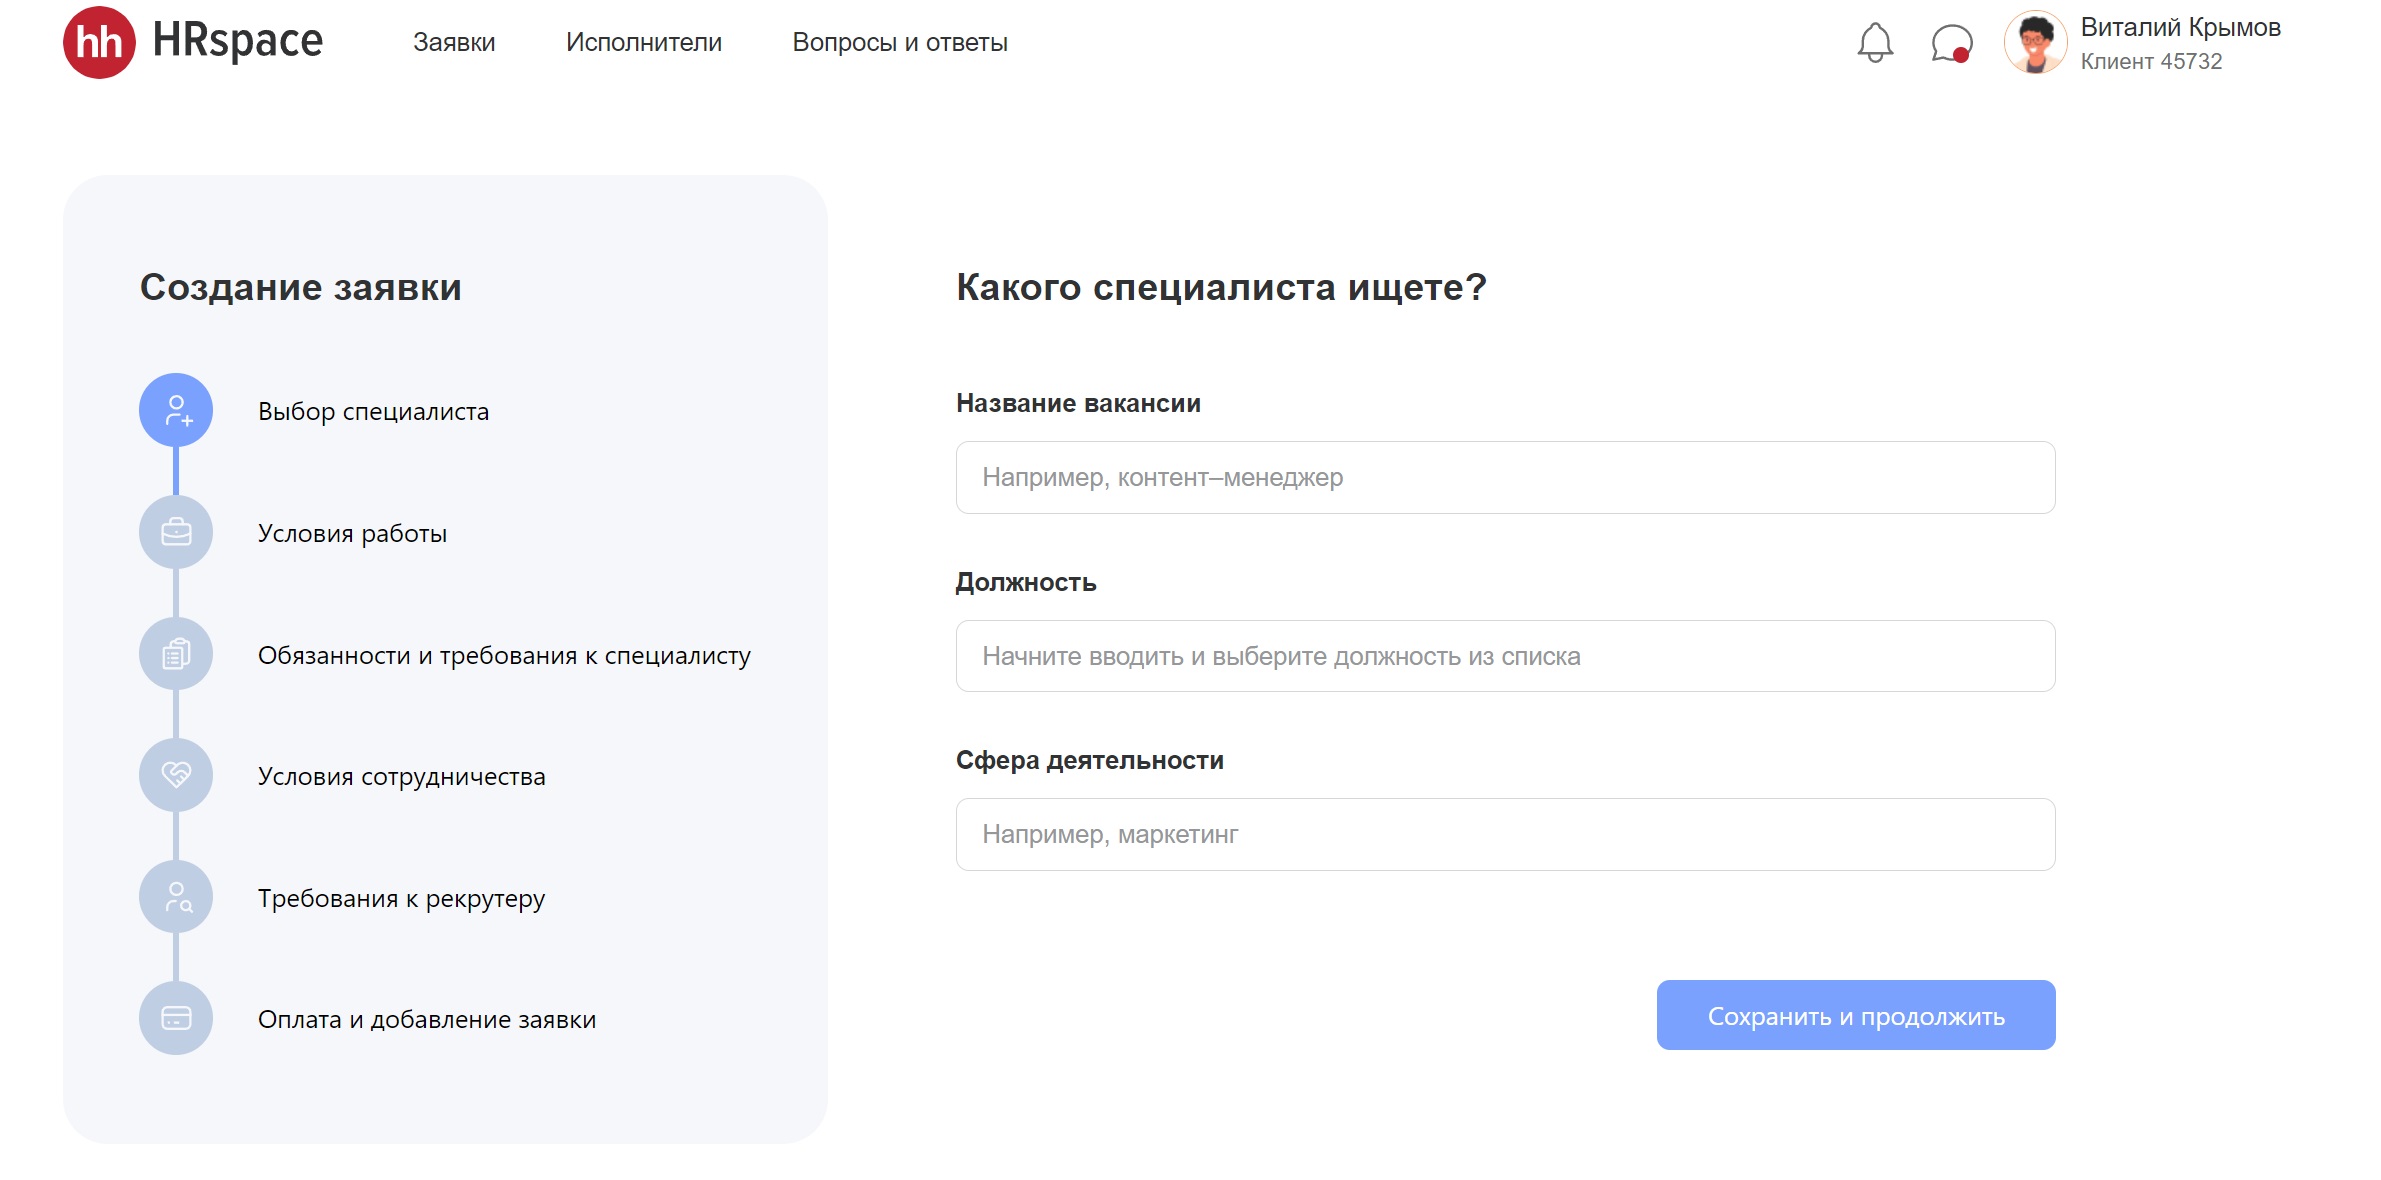 hh HRspace
Заявки
Исполнители
Вопросы и ответы
Виталий Крымов
Клиент 45732
Создание заявки
Выбор специалиста
Условия работы
Обязанности и требования к специалисту
Условия сотрудничества
Требования к рекрутеру
Оплата и добавление заявки
Какого специалиста ищете?
Название вакансии
Например, контент–менеджер
Должность
Начните вводить и выберите должность из списка
Сфера деятельности
Например, маркетинг
Сохранить и продолжить